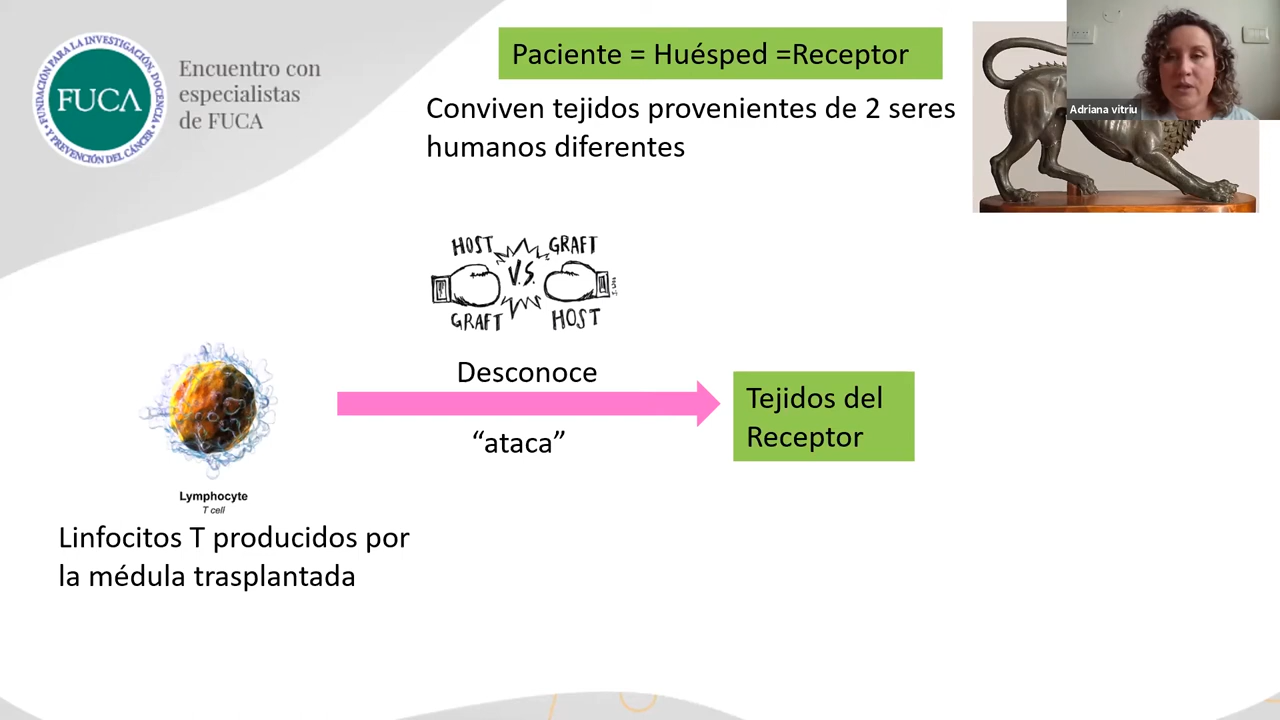 FUNDACIÓN PARA LA INVESTIGACIÓN, DOCENCIA
Y PREVENCIÓN DEL CÁNCER
FUCA
Encuentro con
especialistas
de FUCA
Paciente = Huésped =Receptor
Conviven tejidos provenientes de 2 seres
humanos diferentes
Adriana vitriu
HOST GRAFT
V.S.
GRAFT HOST
Desconoce
“ataca”
Tejidos del
Receptor
Lymphocyte
T cell
Linfocitos T producidos por
la médula trasplantada